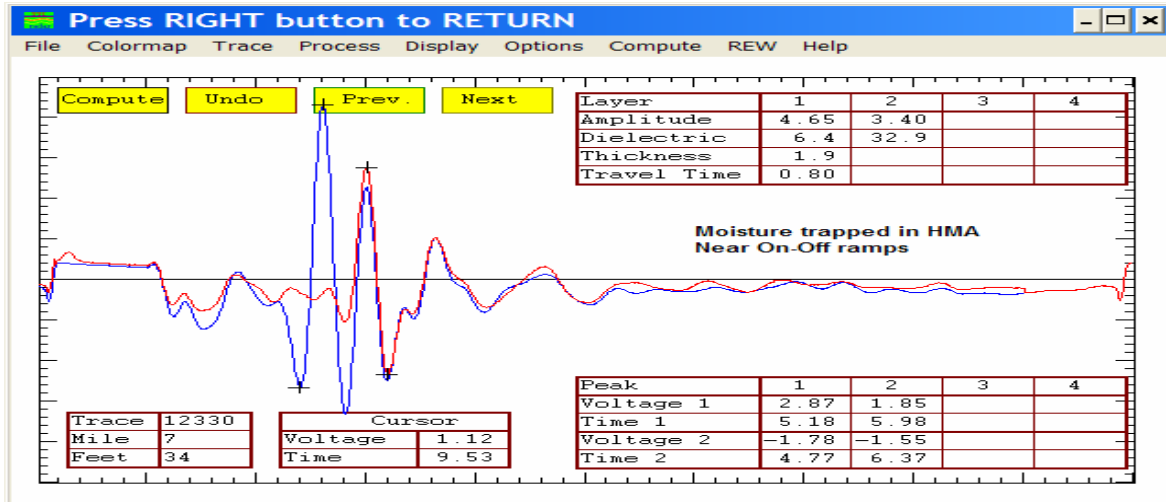 Press RIGHT button to RETURN
File Colormap Trace Process Display Options Compute REW Help
Compute Undo Prev. Next
Layer 1 2 3 4
Amplitude 4.65 3.40
Dielectric 6.4 32.9
Thickness 1.9
Travel Time 0.80
Moisture trapped in HMA
Near On-Off ramps
Peak 1 2 3 4
Voltage 1 2.87 1.85
Time 1 5.18 5.98
Voltage 2 -1.78 -1.55
Time 2 4.77 6.37
Trace 12330
Mile 7
Feet 34
Cursor
Voltage 1.12
Time 9.53